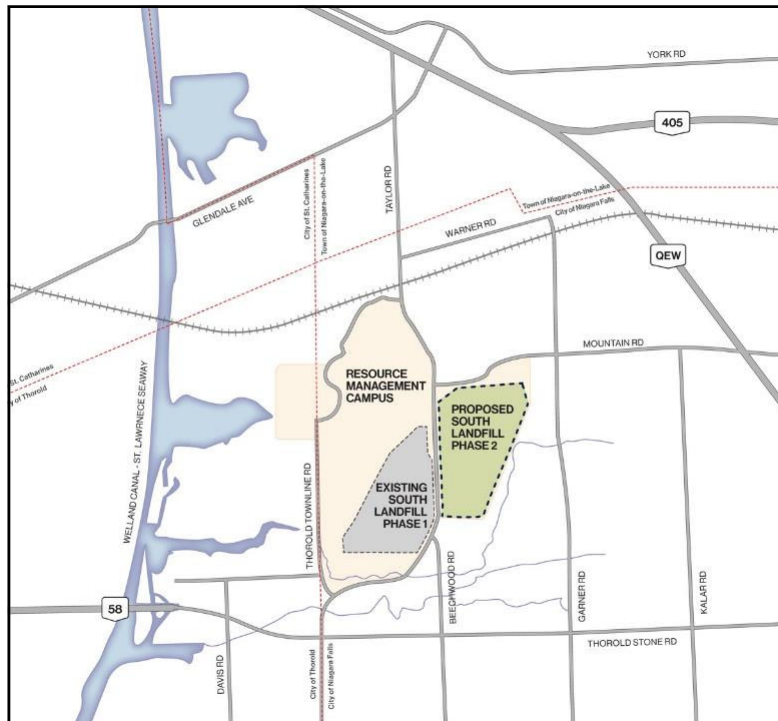 YORK RD
405
TAYLOR RD
GLENDALE AVE
City of St. Catharines
Town of Niagara-on-the-Lake
Town of Niagara-on-the-Lake
City of Niagara Falls
WARNER RD
QEW
MOUNTAIN RD
St. Catharines
y of Thorold
WELLAND CANAL - ST. LAWRNECE SEAWAY
RESOURCE
MANAGEMENT
CAMPUS
PROPOSED
SOUTH
LANDFILL
PHASE 2
EXISTING
SOUTH
LANDFILL
PHASE 1
THOROLD TOWNLINE RD
BEECHWOOD RD
GARNER RD
KALAR RD
58
THOROLD STONE RD
DAVIS RD
City of Thorold
City of Niagara Falls